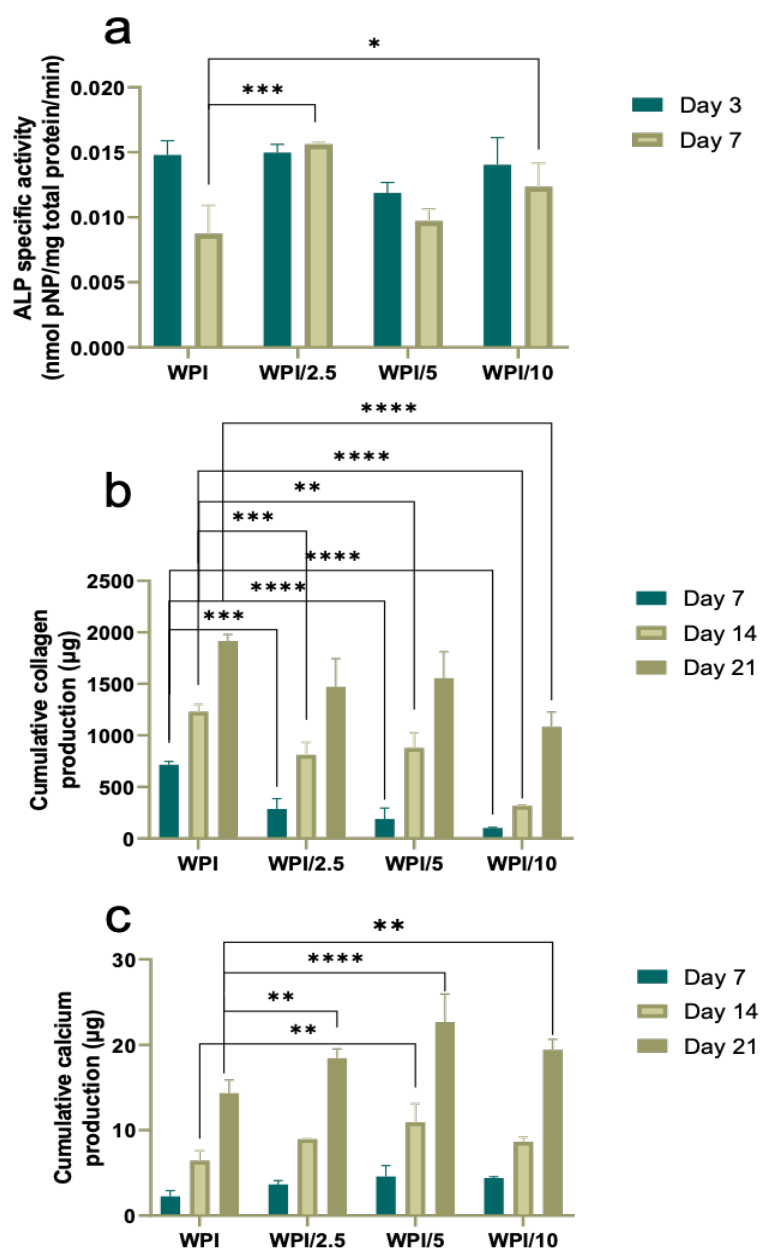 a
*
***
0.020
0.015
0.010
0.005
0.000
ALP specific activity
(nmol pNP/mg total protein/min)
WPI WPI/2.5 WPI/5 WPI/10
Day 3
Day 7
b
****
****
**
***
****
****
***
2500
2000
1500
1000
500
0
Cumulative collagen
production (µg)
WPI WPI/2.5 WPI/5 WPI/10
Day 7
Day 14
Day 21
c
**
****
**
**
30
20
10
0
Cumulative calcium
production (µg)
WPI WPI/2.5 WPI/5 WPI/10
Day 7
Day 14
Day 21